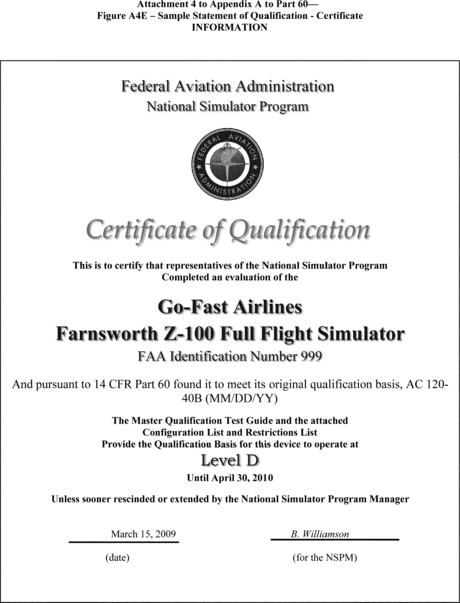 Attachment 4 to Appendix A to Part 60—
Figure A4E – Sample Statement of Qualification - Certificate
INFORMATION
Federal Aviation Administration
National Simulator Program
FEDERAL AVIATION
ADMINISTRATION
Certificate of Qualification
This is to certify that representatives of the National Simulator Program
Completed an evaluation of the
Go-Fast Airlines
Farnsworth Z-100 Full Flight Simulator
FAA Identification Number 999
And pursuant to 14 CFR Part 60 found it to meet its original qualification basis, AC 120-
40B (MM/DD/YY)
The Master Qualification Test Guide and the attached
Configuration List and Restrictions List
Provide the Qualification Basis for this device to operate at
Level D
Until April 30, 2010
Unless sooner rescinded or extended by the National Simulator Program Manager
March 15, 2009 B. Williamson
(date) (for the NSPM)